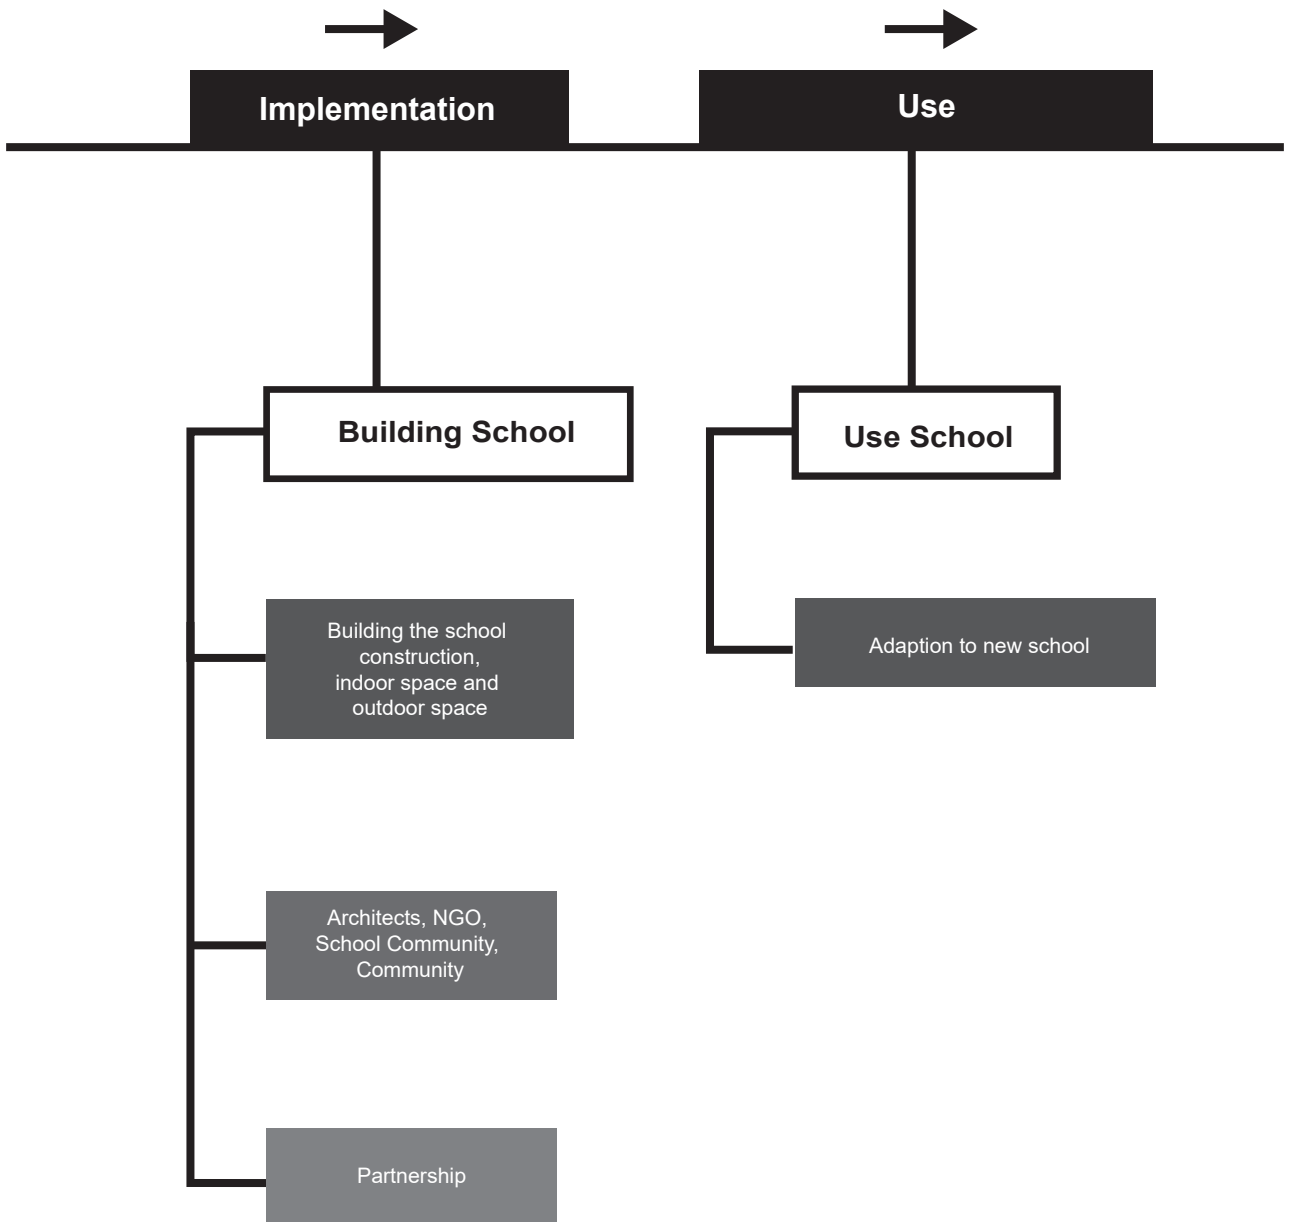 Implementation
Use
Building School
Use School
Building the school
construction,
indoor space and
outdoor space
Adaption to new school
Architects, NGO,
School Community,
Community
Partnership